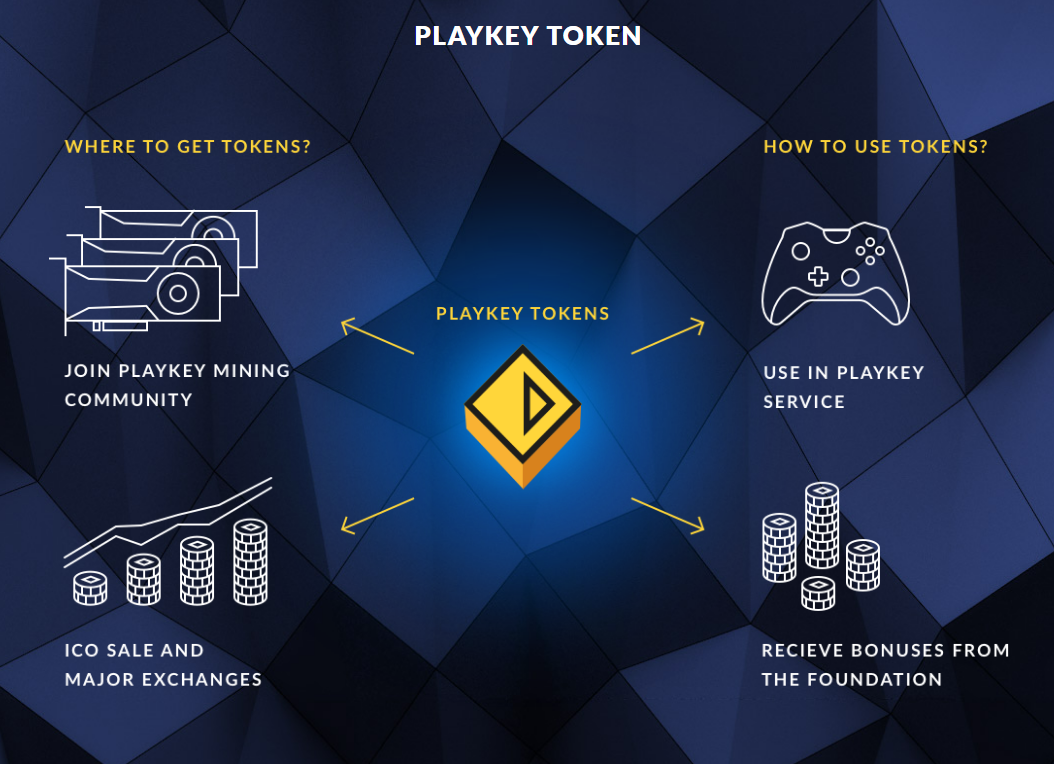 PLAYKEY TOKEN
WHERE TO GET TOKENS?
JOIN PLAYKEY MINING
COMMUNITY
ICO SALE AND
MAJOR EXCHANGES
PLAYKEY TOKENS
HOW TO USE TOKENS?
USE IN PLAYKEY
SERVICE
RECIEVE BONUSES FROM
THE FOUNDATION